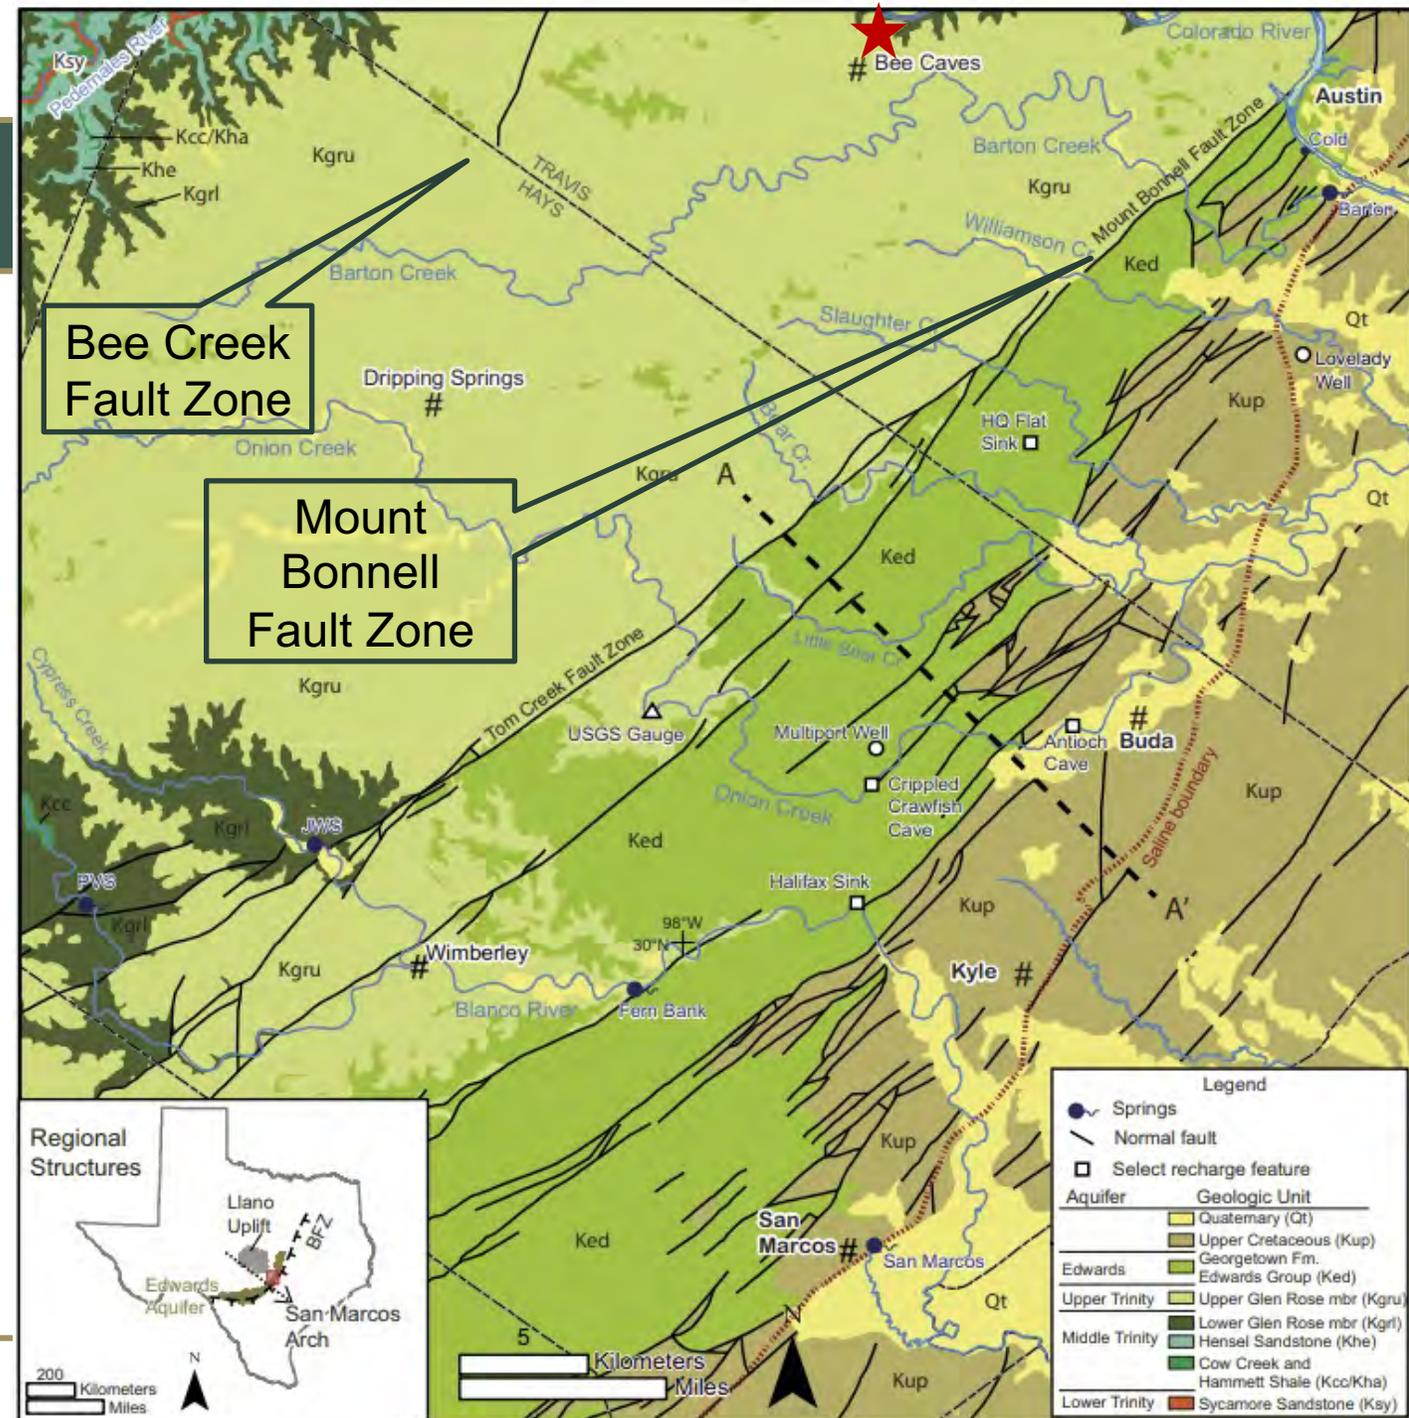 Colorado River
Ksy
Pedernales River
# Bee Caves
Austin
Kcc/Kha
Kgru
Cold
Barton Creek
Khe
TRAVIS
HAYS
Kgru
Mount Bonnell Fault Zone
Kgrl
Barton
Williamson C.
Ked
Barton Creek
Bee Creek
Fault Zone
Slaughter C
Qt
Lovelady
Well
Dripping Springs
#
Kup
Bear Cr.
HQ Flat
Sink
Onion Creek
Kgru
A
Qt
Mount
Bonnell
Fault Zone
Ked
Little Bear Cr.
Cypress Creek
Tom Creek Fault Zone
Kgru
USGS Gauge
Multiport Well
#
Antioch
Cave
Buda
Crippled
Crawfish
Cave
Onion Creek
Saline boundary
Kup
Kcc
Kgrl
JWS
Ked
PVS
Halifax Sink
Kup
A'
Kgrl
98°W
30°N
Wimberley
#
Kgru
Kyle #
Blanco River
Fern Bank
Kup
San
Marcos #
San Marcos
Ked
Qt
Kup
N
5
Kilometers
Miles
Regional
Structures
Llano
Uplift
BFZ
Edwards
Aquifer
San Marcos
Arch
200
Kilometers
Miles
N
Legend
Springs
Normal fault
Select recharge feature
Aquifer Geologic Unit
Quaternary (Qt)
Upper Cretaceous (Kup)
Edwards Georgetown Fm.
Edwards Group (Ked)
Upper Trinity Upper Glen Rose mbr (Kgru)
Middle Trinity Lower Glen Rose mbr (Kgrl)
Hensel Sandstone (Khe)
Cow Creek and
Hammett Shale (Kcc/Kha)
Lower Trinity Sycamore Sandstone (Ksy)